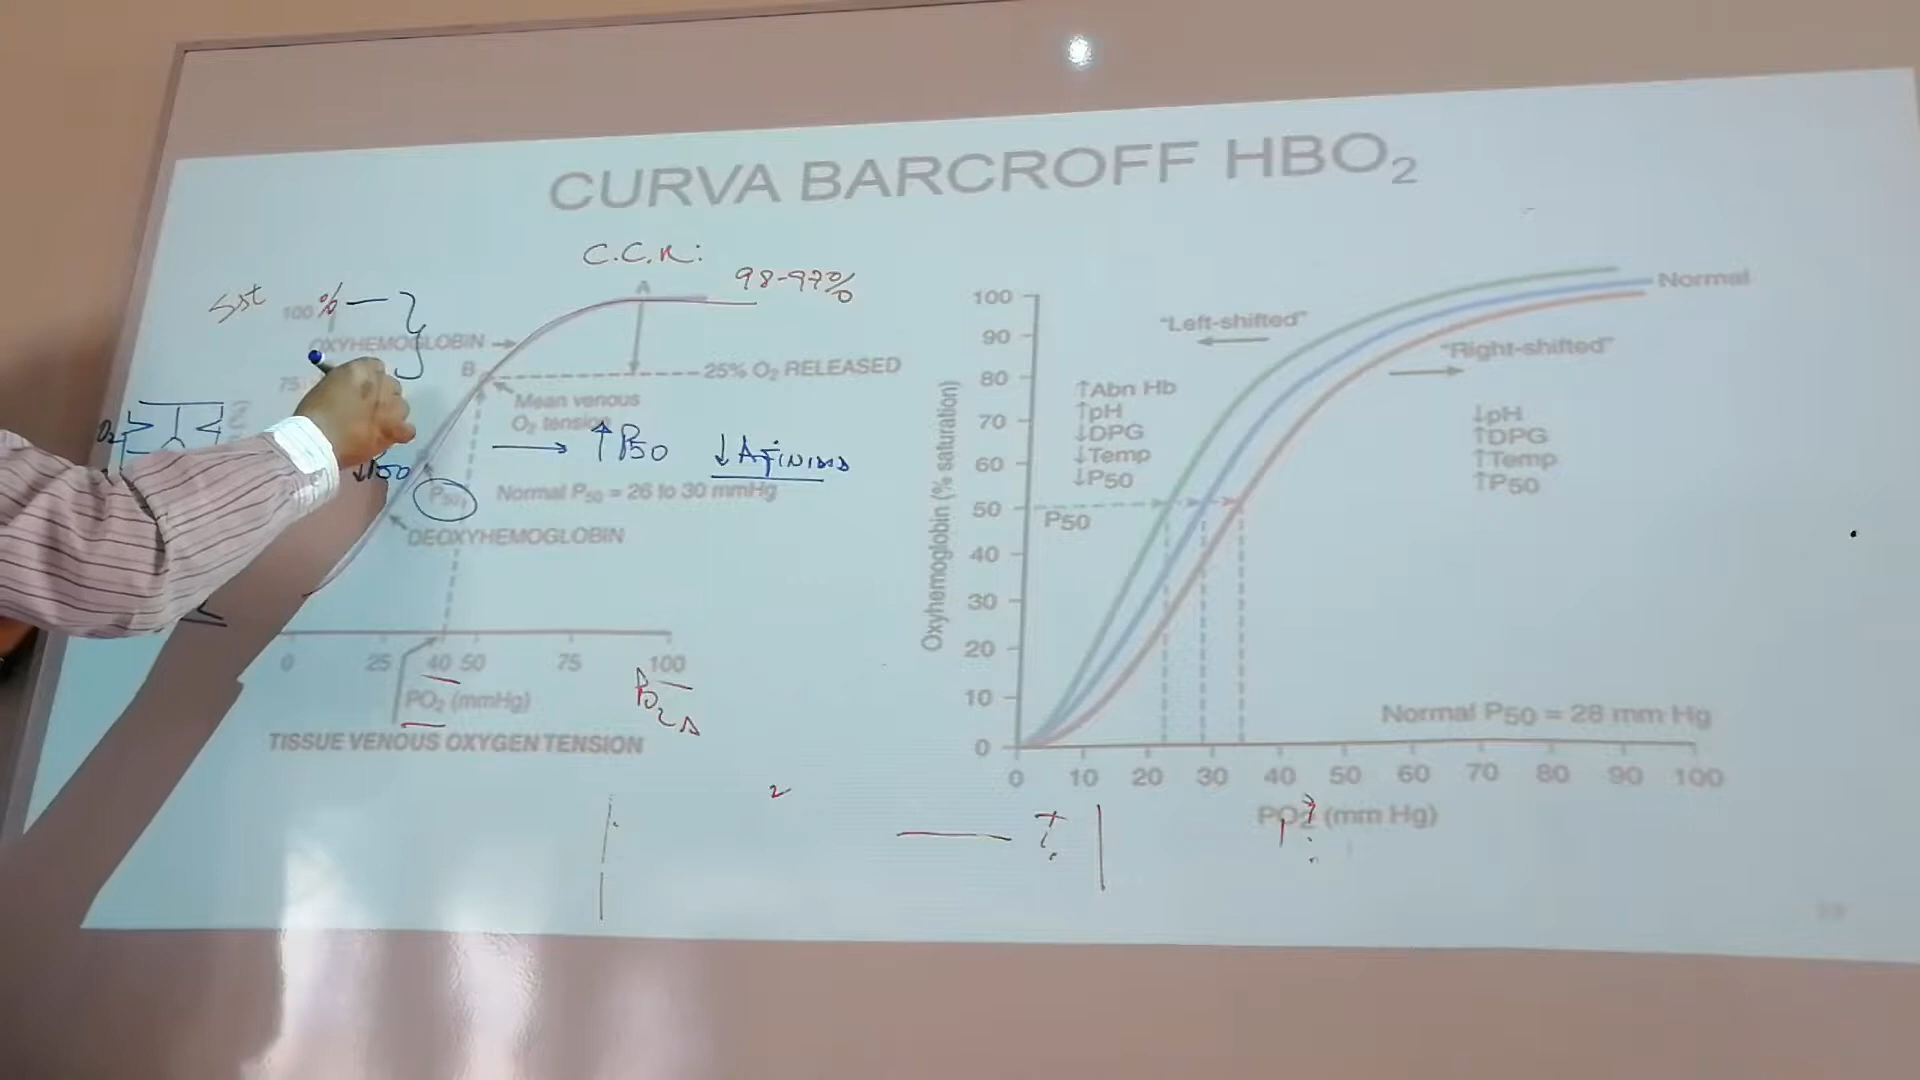 CURVA BARCROFF HBO₂
C.C.R:
98-97%
Sat
100 %
A
OXYHEMOGLOBIN
B
75
25% O₂ RELEASED
Mean venous
O₂ tension
O₂
(%)
↓P50
→ ↑P50 ↓Afinidad
P₅₀
Normal P₅₀ = 26 to 30 mmHg
DEOXYHEMOGLOBIN
0 25 40 50 75 100
PO₂ (mmHg)
PO₂A
TISSUE VENOUS OXYGEN TENSION
Normal
"Left-shifted"
"Right-shifted"
↑Abn Hb
↑pH
↓DPG
↓Temp
↓P50
↓pH
↑DPG
↑Temp
↑P50
Oxyhemoglobin (% saturation)
100
90
80
70
60
50
40
30
20
10
0
P50
Normal P50 = 28 mm Hg
0 10 20 30 40 50 60 70 80 90 100
PO2 (mm Hg)